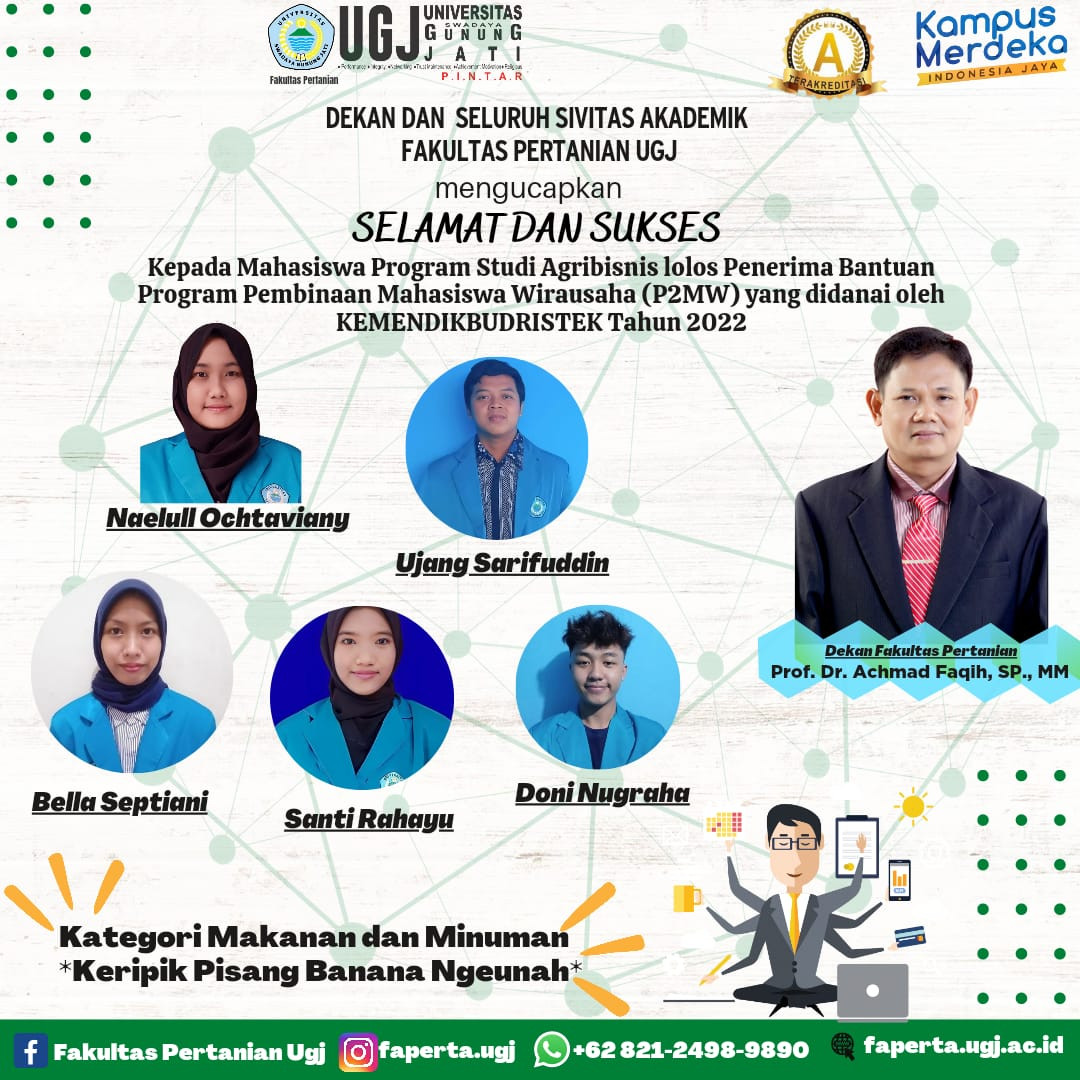 UNIVERSITAS SWADAYA GUNUNG JATI
Fakultas Pertanian
UGJ
UNIVERSITAS
SWADAYA
GUNUNG
JATI
P.I.N.T.A.R
A
TERAKREDITASI
Kampus
Merdeka
INDONESIA JAYA
DEKAN DAN SELURUH SIVITAS AKADEMIK
FAKULTAS PERTANIAN UGJ
mengucapkan
SELAMAT DAN SUKSES
Kepada Mahasiswa Program Studi Agribisnis lolos Penerima Bantuan
Program Pembinaan Mahasiswa Wirausaha (P2MW) yang didanai oleh
KEMENDIKBUDRISTEK Tahun 2022
Naelull Ochtaviany
Ujang Sarifuddin
Dekan Fakultas Pertanian
Prof. Dr. Achmad Faqih, SP., MM
Bella Septiani
Santi Rahayu
Doni Nugraha
Kategori Makanan dan Minuman
*Keripik Pisang Banana Ngeunah*
Fakultas Pertanian Ugj
faperta.ugj
+62 821-2498-9890
faperta.ugj.ac.id